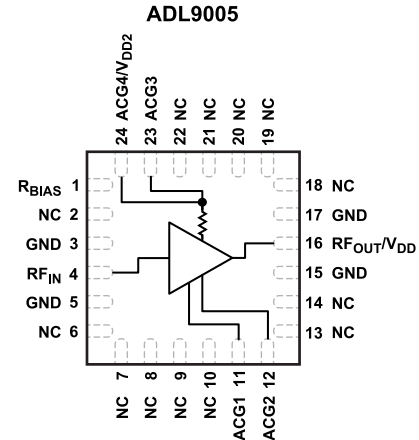 ADL9005
24 ACG4/VDD2
23 ACG3
22 NC
21 NC
20 NC
19 NC
RBIAS 1
NC 2
GND 3
RFIN 4
GND 5
NC 6
18 NC
17 GND
16 RFOUT/VDD
15 GND
14 NC
13 NC
NC 7
NC 8
NC 9
NC 10
ACG1 11
ACG2 12